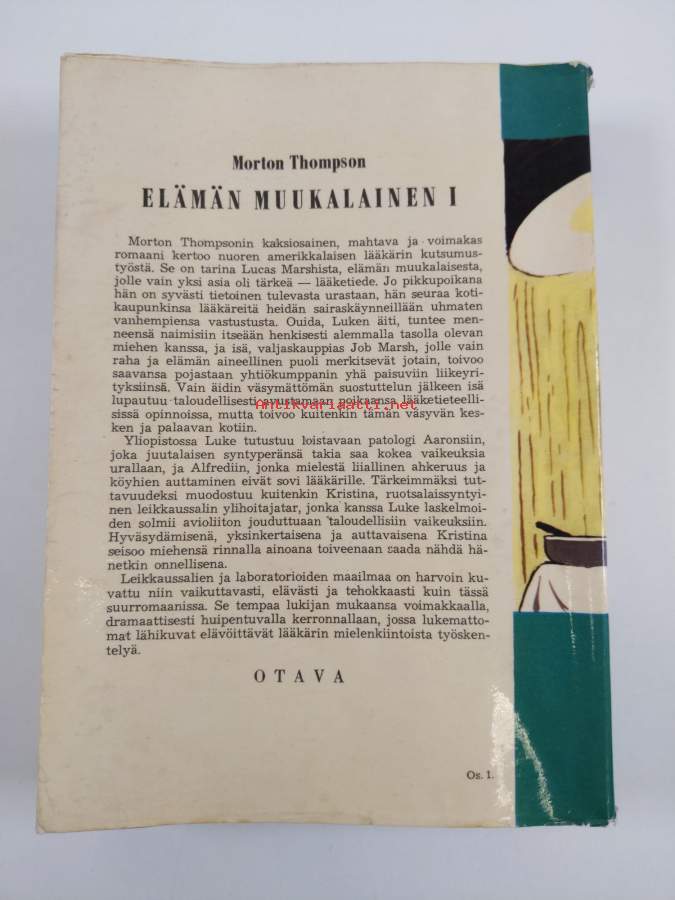 Morton Thompson
ELÄMÄN MUUKALAINEN I
Morton Thompsonin kaksiosainen, mahtava ja voimakas
romaani kertoo nuoren amerikkalaisen lääkärin kutsumus-
työstä. Se on tarina Lucas Marshista, elämän muukalaisesta,
jolle vain yksi asia oli tärkeä — lääketiede. Jo pikkupoikana
hän on syvästi tietoinen tulevasta urastaan, hän seuraa koti-
kaupunkinsa lääkäreitä heidän sairaskäynneillään uhmaten
vanhempiensa vastustusta. Ouida, Luken äiti, tuntee men-
neensä naimisiin itseään henkisesti alemmalla tasolla olevan
miehen kanssa, ja isä, valjaskauppias Job Marsh, jolle vain
raha ja elämän aineellinen puoli merkitsevät jotain, toivoo
saavansa pojastaan yhtiökumppanin yhä paisuviin liikeyri-
tyksiinsä. Vain äidin väsymättömän suostuttelun jälkeen isä
lupautuu taloudellisesti avustamaan poikaansa lääketieteelli-
sissä opinnoissa, mutta toivoo kuitenkin tämän väsyvän kes-
ken ja palaavan kotiin.
Antikvariaatti.net
Yliopistossa Luke tutustuu loistavaan patologi Aaronsiin,
joka juutalaisen syntyperänsä takia saa kokea vaikeuksia
urallaan, ja Alfrediin, jonka mielestä liiallinen ahkeruus ja
köyhien auttaminen eivät sovi lääkärille. Tärkeimmäksi tut-
tavuudeksi muodostuu kuitenkin Kristina, ruotsalaissyntyi-
nen leikkaussalin ylihoitajatar, jonka kanssa Luke laskelmoi-
den solmii avioliiton jouduttuaan taloudellisiin vaikeuksiin.
Hyväsydämisenä, yksinkertaisena ja auttavaisena Kristina
seisoo miehensä rinnalla ainoana toiveenaan saada nähdä hä-
netkin onnellisena.
Leikkaussalien ja laboratorioiden maailmaa on harvoin ku-
vattu niin vaikuttavasti, elävästi ja tehokkaasti kuin tässä
suurromaanissa. Se tempaa lukijan mukaansa voimakkaalla,
dramaattisesti huipentuvalla kerronnallaan, jossa lukematto-
mat lähikuvat elävöittävät lääkärin mielenkiintoista työsken-
telyä.
OTAVA
Os. 1.